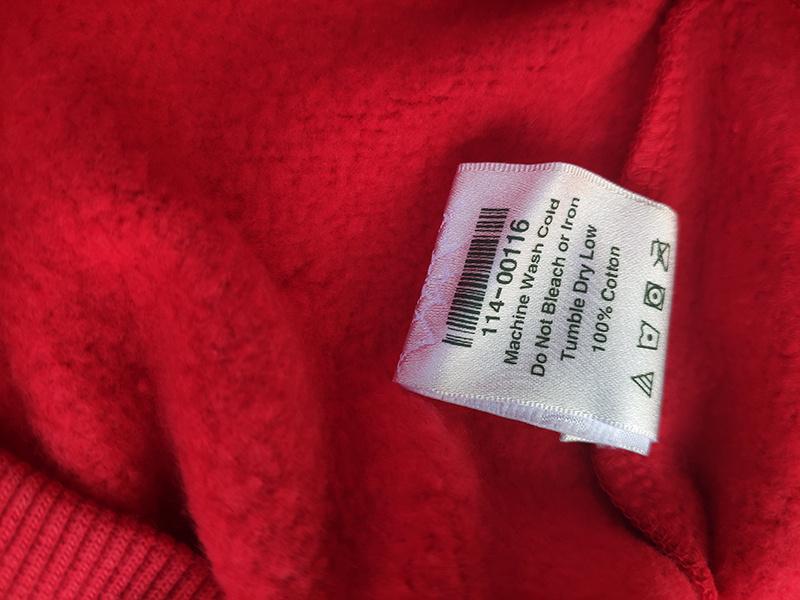 114-00116
Machine Wash Cold
Do Not Bleach or Iron
Tumble Dry Low
100% Cotton